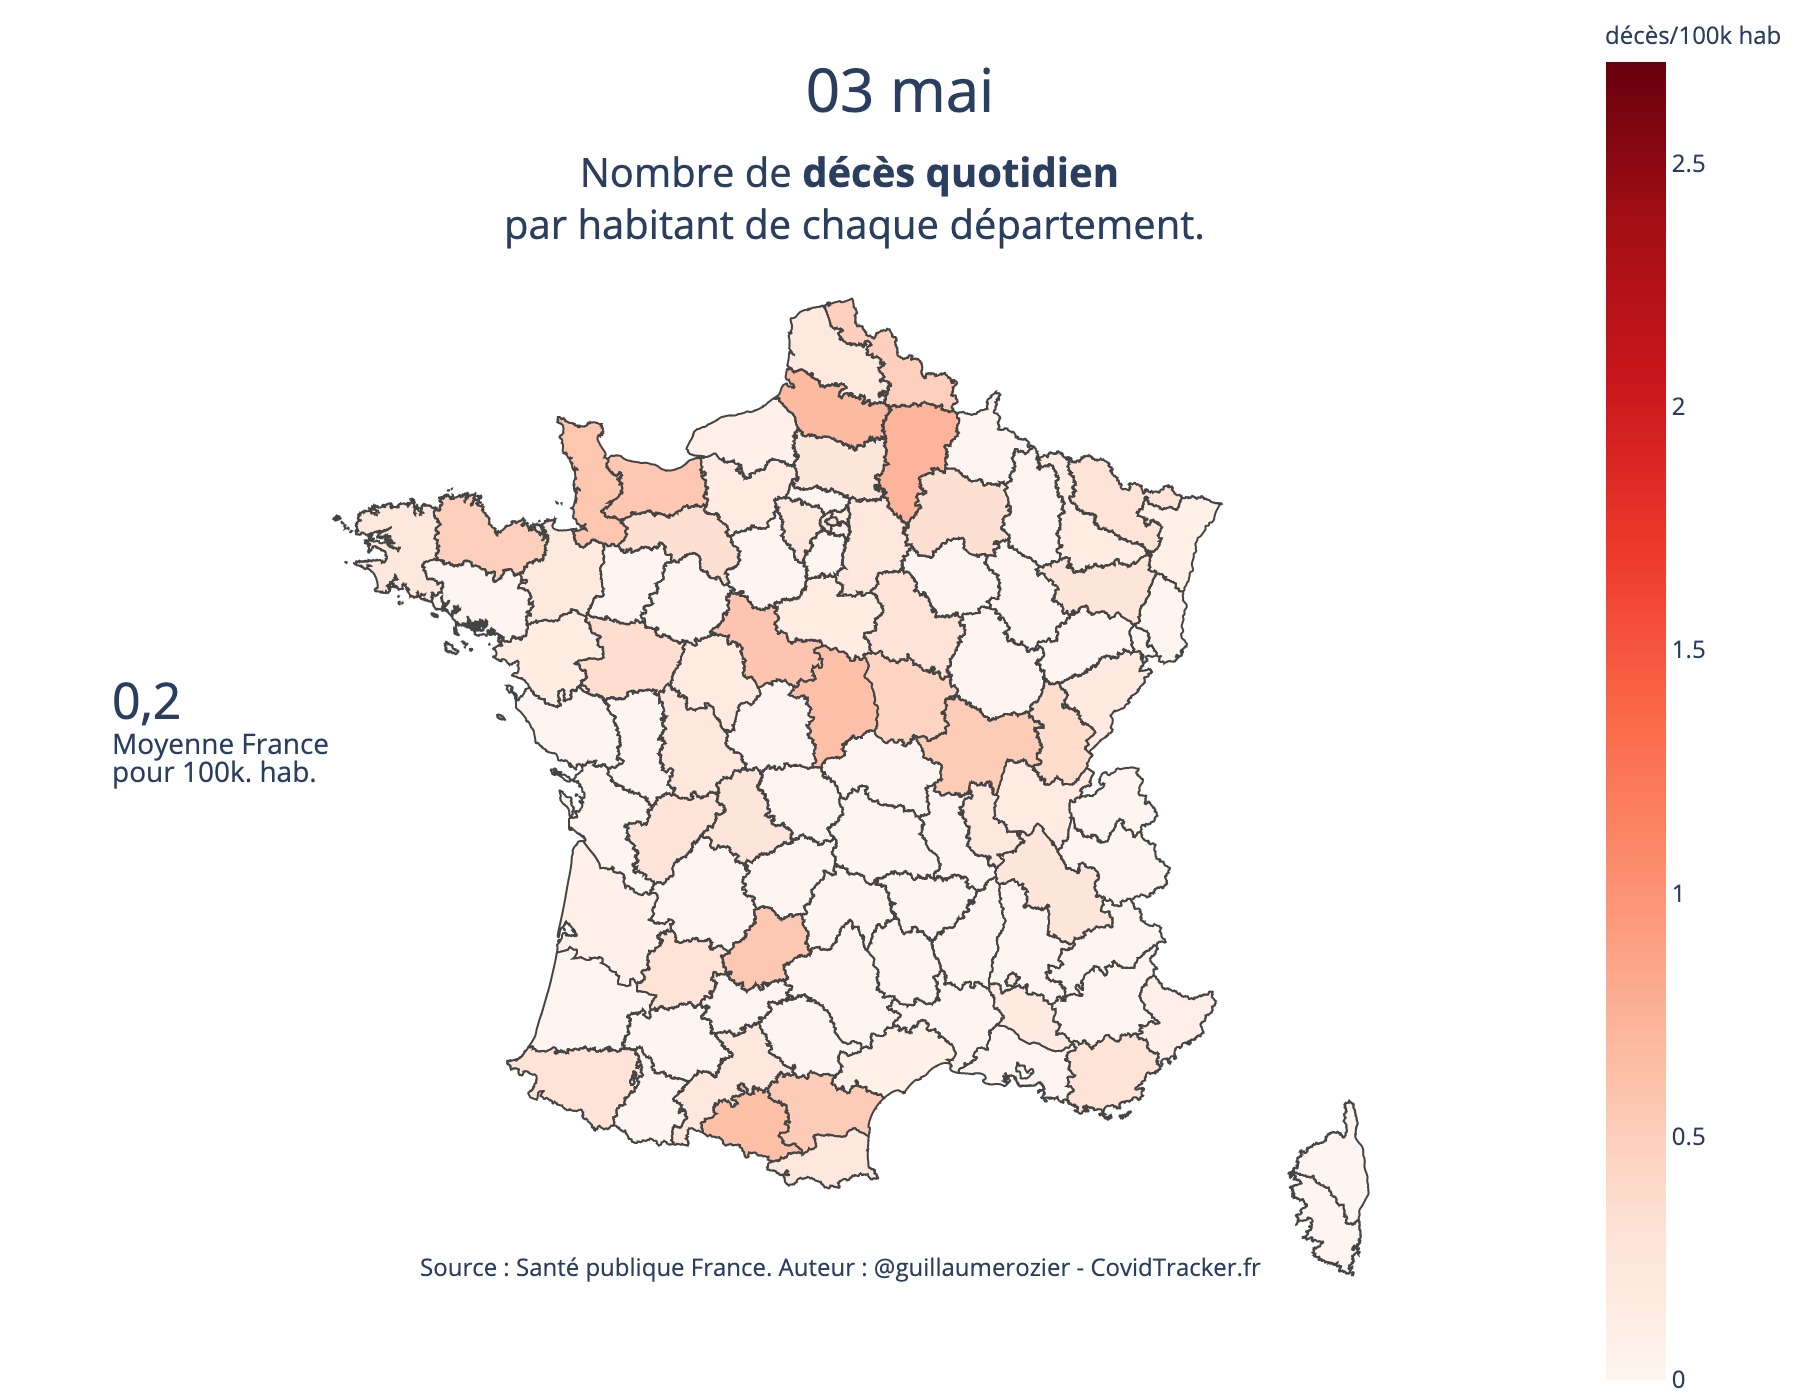 décès/100k hab
03 mai
Nombre de décès quotidien
par habitant de chaque département.
2.5
2
1.5
1
0.5
0
0,2
Moyenne France
pour 100k. hab.
Source : Santé publique France. Auteur : @guillaumerozier - CovidTracker.fr